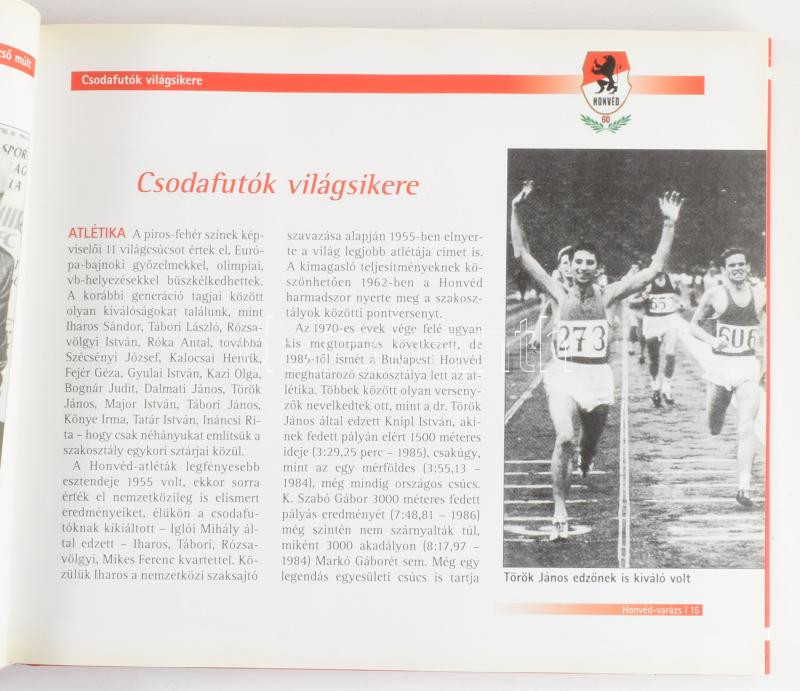 cső múlt
SPOR
AG
LA
Csodafutók világsikere
HONVÉD
60
Csodafutók világsikere
ATLÉTIKA A piros-fehér színek kép-
viselői 11 világcsúcsot értek el, Euró-
pa-bajnoki győzelmekkel, olimpiai,
vb-helyezésekkel büszkélkedhettek.
A korábbi generáció tagjai között
olyan kiválóságokat találunk, mint
Iharos Sándor, Tábori László, Rózsa-
völgyi István, Róka Antal, továbbá
Szécsényi József, Kalocsai Henrik,
Fejér Géza, Gyulai István, Kazi Olga,
Bognár Judit, Dalmati János, Török
János, Major István, Tábori János,
Könye Irma, Tatár István, Ináncsi Ri-
ta – hogy csak néhányukat említsük a
szakosztály egykori sztárjai közül.
A Honvéd-atléták legfényesebb
esztendeje 1955 volt, ekkor sorra
érték el nemzetközileg is elismert
eredményeiket, élükön a csodafu-
tóknak kikiáltott – Iglói Mihály ál-
tal edzett – Iharos, Tábori, Rózsa-
völgyi, Mikes Ferenc kvartettel. Kö-
zülük Iharos a nemzetközi szaksajtó
szavazása alapján 1955-ben elnyer-
te a világ legjobb atlétája címet is.
A kimagasló teljesítményeknek kö-
szönhetően 1962-ben a Honvéd
harmadszor nyerte meg a szakosz-
tályok közötti pontversenyt.
Az 1970-es évek vége felé ugyan
kis megtorpanás következett, de
1985-től ismét a Budapesti Honvéd
meghatározó szakosztálya lett az at-
létika. Többek között olyan verseny-
zők nevelkedtek ott, mint a dr. Török
János által edzett Knipl István, aki-
nek fedett pályán elért 1500 méteres
ideje (3:29,25 perc – 1985), csakúgy,
mint az egy mérföldes (3:55,13 –
1984), még mindig országos csúcs.
K. Szabó Gábor 3000 méteres fedett
pályás eredményét (7:48,81 – 1986)
még szintén nem szárnyalták túl,
miként 3000 akadályon (8:17,97 –
1984) Markó Gáborét sem. Még egy
legendás egyesületi csúcs is tartja
273
653
606
Török János edzőnek is kiváló volt
Honvéd-varázs | 15